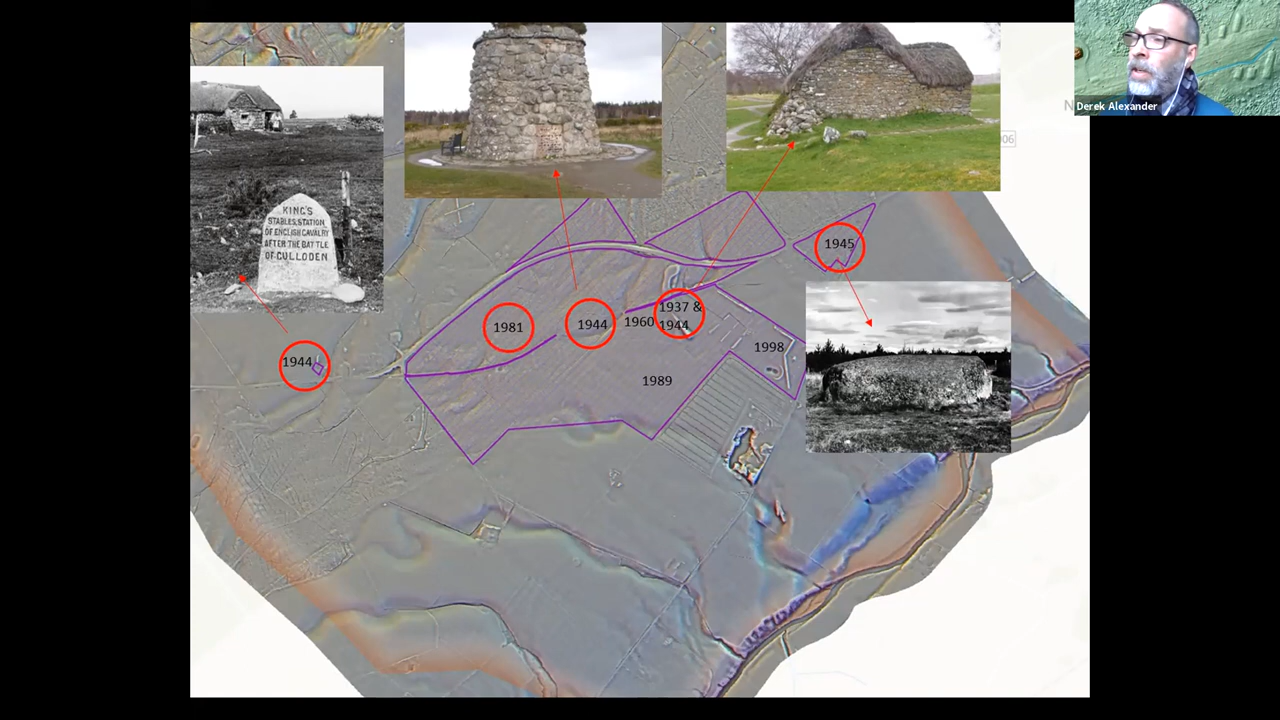 Derek Alexander
N
06
KING'S
STABLES STATION
OF ENGLISH CAVALRY
AFTER THE BATTLE
OF CULLODEN
1945
1937 &
1944
1981
1944
1960
1998
1944
1989